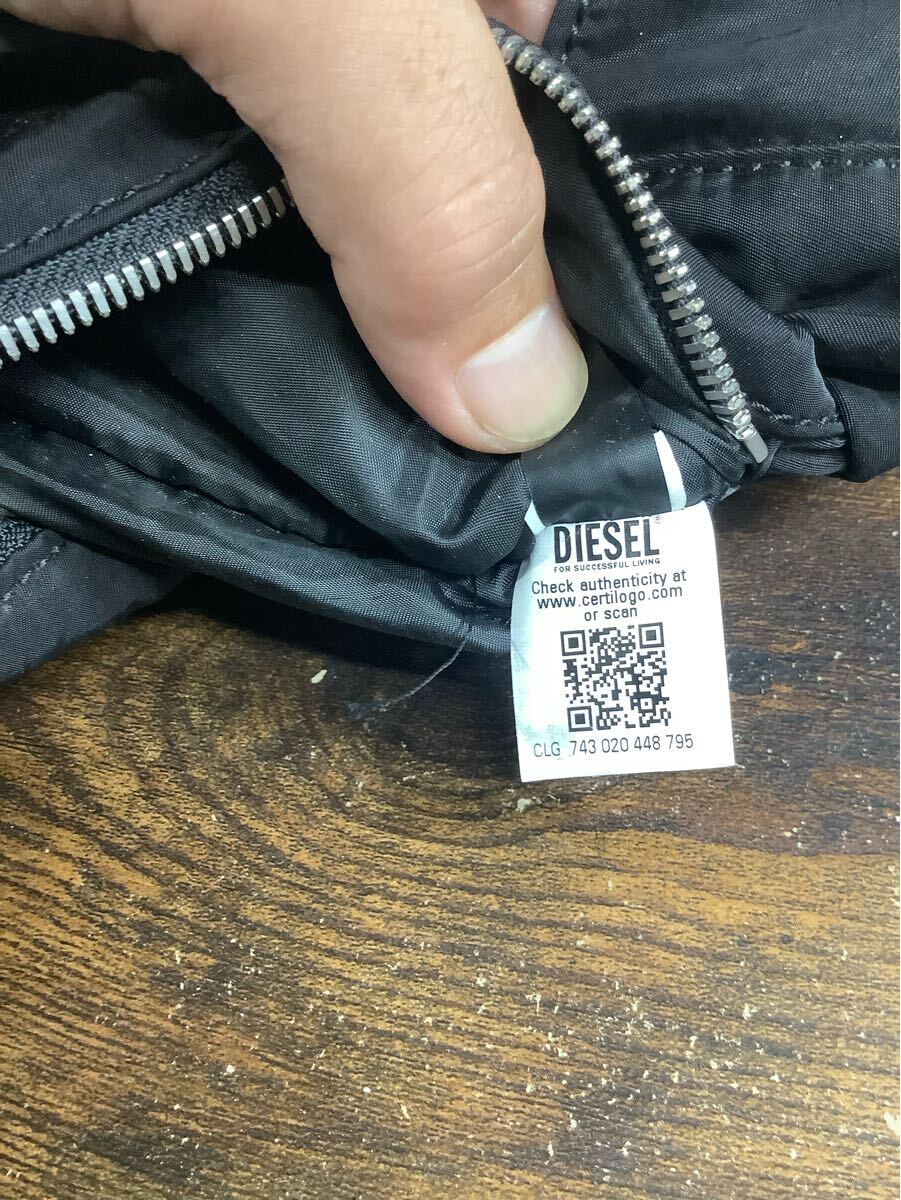 DIESEL®
FOR SUCCESSFUL LIVING
Check authenticity at
www.certilogo.com
or scan
CLG 743 020 448 795